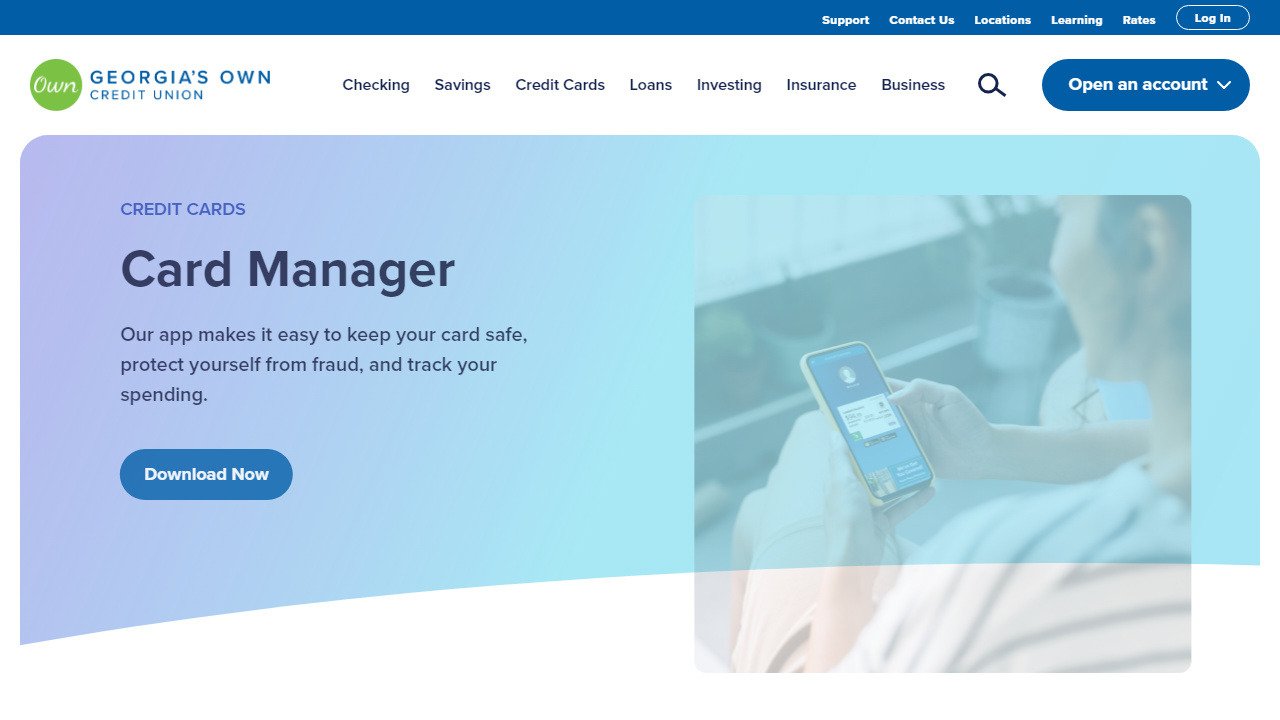 Support Contact Us Locations Learning Rates Log In
Own GEORGIA'S OWN
CREDIT UNION
Checking Savings Credit Cards Loans Investing Insurance Business Open an account
CREDIT CARDS
Card Manager
Our app makes it easy to keep your card safe,
protect yourself from fraud, and track your
spending.
Download Now